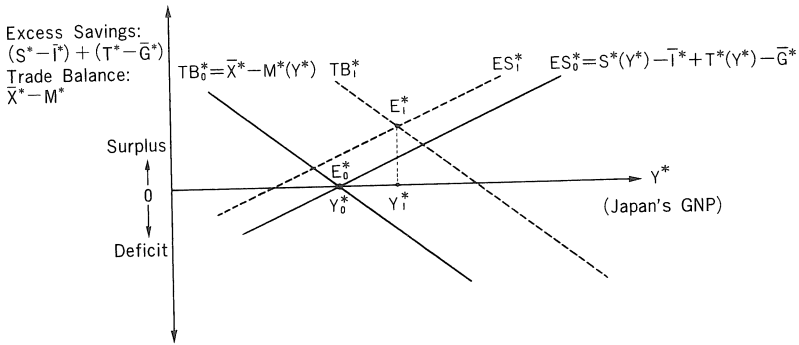 Excess Savings:
(S*−Ī*)+(T*−Ḡ*)
Trade Balance:
X̄*−M*
TB₀*=X̄*−M*(Y*)
TB₁*
ES₁*
ES₀*=S*(Y*)−Ī*+T*(Y*)−Ḡ*
E₁*
Surplus
E₀*
0
Y*
Y₀*
Y₁*
(Japan's GNP)
Deficit